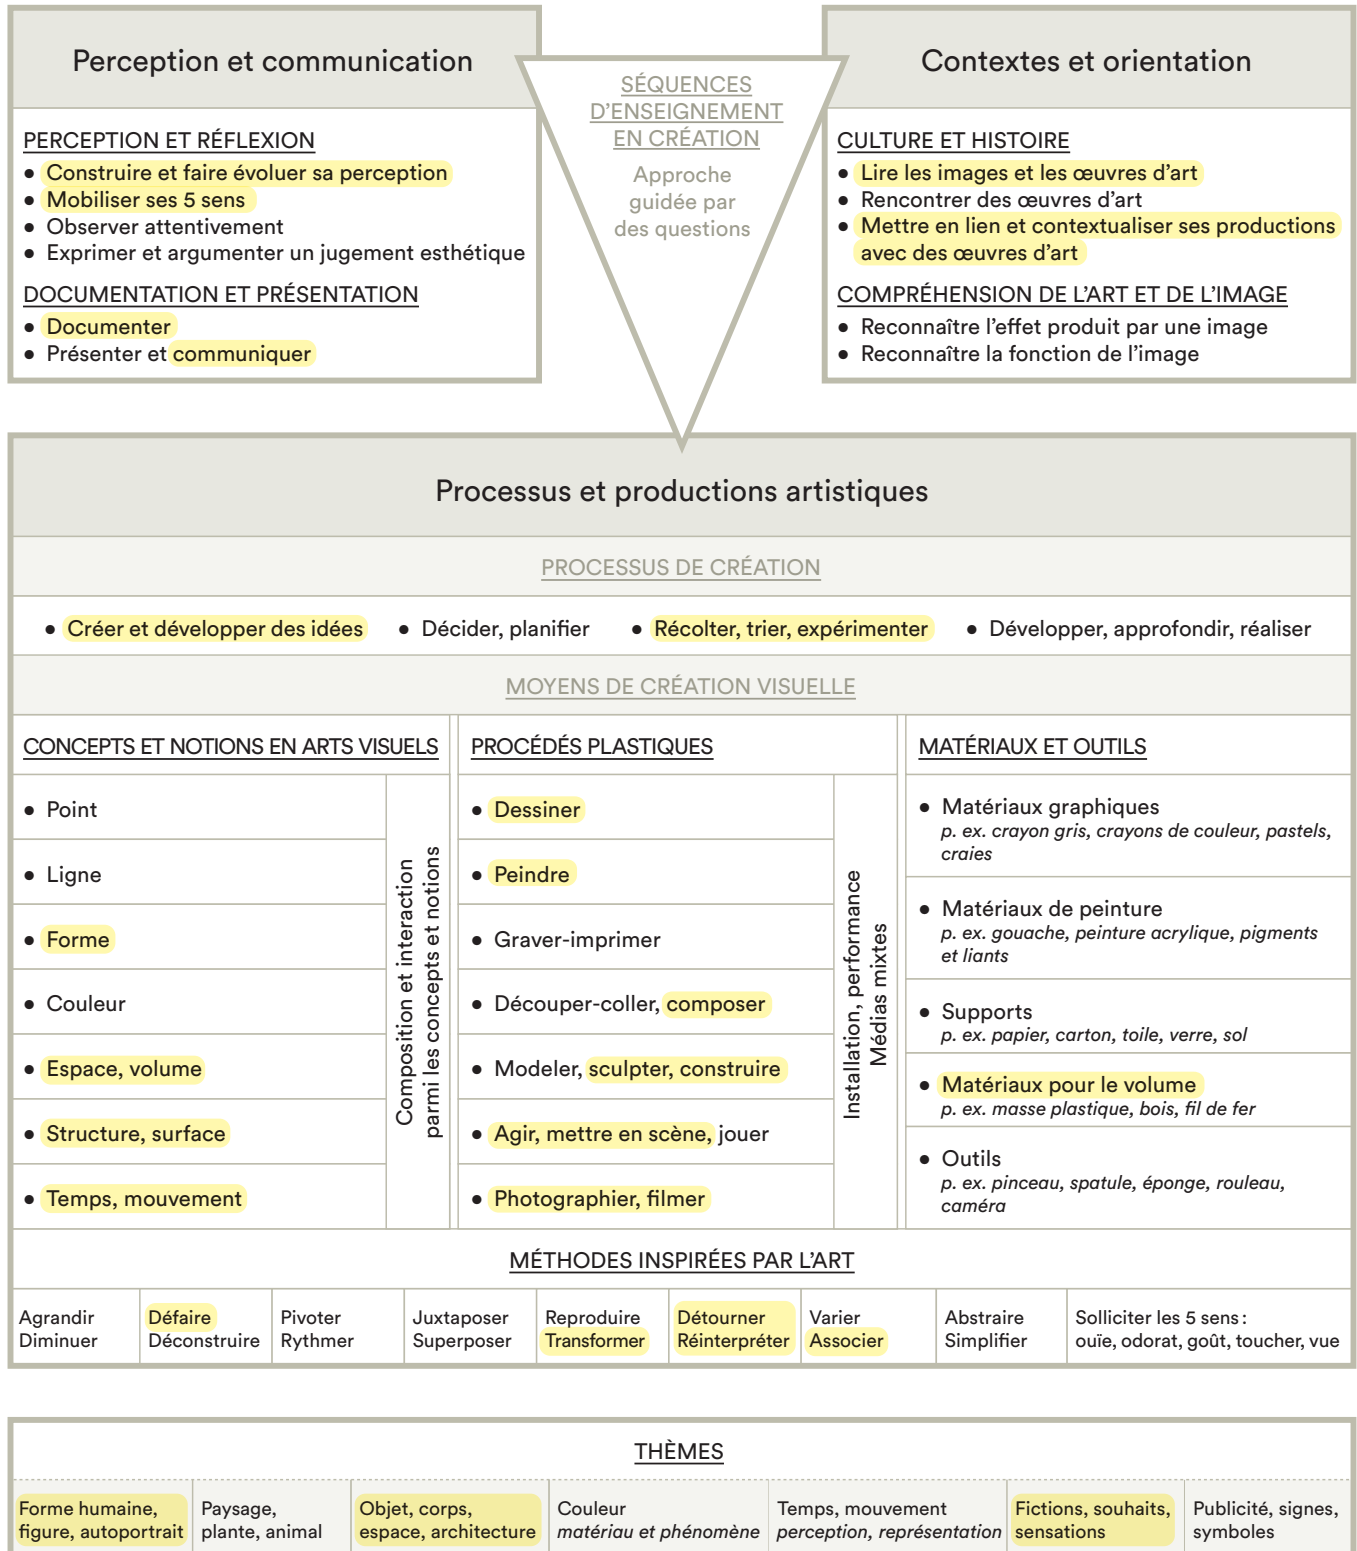 Perception et communication
PERCEPTION ET RÉFLEXION
● Construire et faire évoluer sa perception
● Mobiliser ses 5 sens
● Observer attentivement
● Exprimer et argumenter un jugement esthétique
DOCUMENTATION ET PRÉSENTATION
● Documenter
● Présenter et communiquer
SÉQUENCES
D’ENSEIGNEMENT
EN CRÉATION
Approche
guidée par
des questions
Contextes et orientation
CULTURE ET HISTOIRE
● Lire les images et les œuvres d’art
● Rencontrer des œuvres d’art
● Mettre en lien et contextualiser ses productions
avec des œuvres d’art
COMPRÉHENSION DE L’ART ET DE L’IMAGE
● Reconnaître l’effet produit par une image
● Reconnaître la fonction de l’image
Processus et productions artistiques
PROCESSUS DE CRÉATION
● Créer et développer des idées ● Décider, planifier ● Récolter, trier, expérimenter ● Développer, approfondir, réaliser
MOYENS DE CRÉATION VISUELLE
CONCEPTS ET NOTIONS EN ARTS VISUELS
● Point
● Ligne
● Forme
● Couleur
● Espace, volume
● Structure, surface
● Temps, mouvement
Composition et interaction
parmi les concepts et notions
PROCÉDÉS PLASTIQUES
● Dessiner
● Peindre
● Graver-imprimer
● Découper-coller, composer
● Modeler, sculpter, construire
● Agir, mettre en scène, jouer
● Photographier, filmer
Installation, performance
Médias mixtes
MATÉRIAUX ET OUTILS
● Matériaux graphiques
p. ex. crayon gris, crayons de couleur, pastels,
craies
● Matériaux de peinture
p. ex. gouache, peinture acrylique, pigments
et liants
● Supports
p. ex. papier, carton, toile, verre, sol
● Matériaux pour le volume
p. ex. masse plastique, bois, fil de fer
● Outils
p. ex. pinceau, spatule, éponge, rouleau,
caméra
MÉTHODES INSPIRÉES PAR L’ART
Agrandir
Diminuer
Défaire
Déconstruire
Pivoter
Rythmer
Juxtaposer
Superposer
Reproduire
Transformer
Détourner
Réinterpréter
Varier
Associer
Abstraire
Simplifier
Solliciter les 5 sens :
ouïe, odorat, goût, toucher, vue
THÈMES
Forme humaine,
figure, autoportrait
Paysage,
plante, animal
Objet, corps,
espace, architecture
Couleur
matériau et phénomène
Temps, mouvement
perception, représentation
Fictions, souhaits,
sensations
Publicité, signes,
symboles